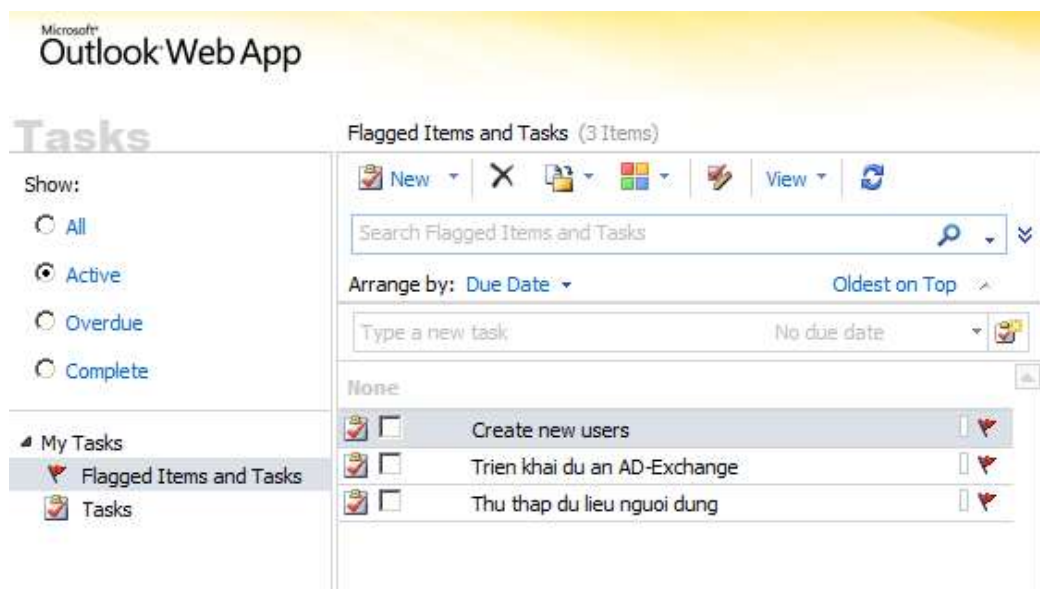 Microsoft
Outlook Web App
Tasks
Flagged Items and Tasks (3 Items)
Show:
New
View
All
Search Flagged Items and Tasks
Active
Arrange by: Due Date
Oldest on Top
Overdue
Type a new task
No due date
Complete
None
My Tasks
Create new users
Flagged Items and Tasks
Trien khai du an AD-Exchange
Tasks
Thu thap du lieu nguoi dung